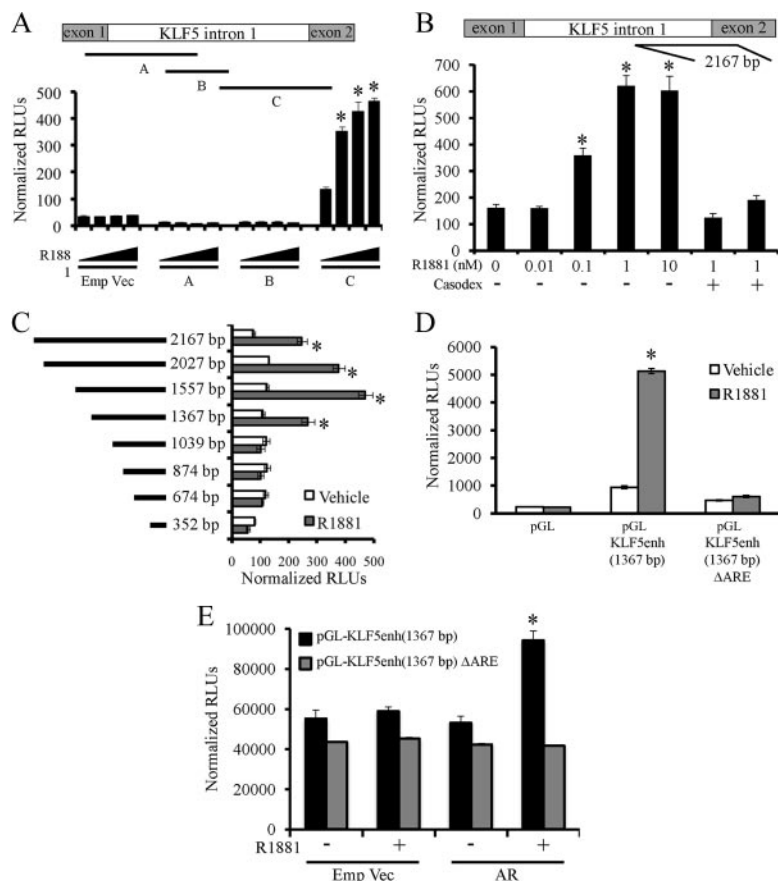 A
exon 1 KLF5 intron 1 exon 2
A
B
C
Normalized RLUs
500
400
300
200
100
0
* * *
R188
1
Emp Vec A B C
B
exon 1 KLF5 intron 1 exon 2
2167 bp
Normalized RLUs
800
700
600
500
400
300
200
100
0
* * *
R1881 (nM) 0 0.01 0.1 1 10 1 1
Casodex - - - - - + +
C
2167 bp *
2027 bp *
1557 bp *
1367 bp *
1039 bp
874 bp
674 bp
352 bp
Vehicle
R1881
0 100 200 300 400 500
Normalized RLUs
D
Normalized RLUs
6000
5000
4000
3000
2000
1000
0
*
Vehicle
R1881
pGL
pGL
KLF5enh
(1367 bp)
pGL
KLF5enh
(1367 bp)
ΔARE
E
Normalized RLUs
100000
80000
60000
40000
20000
0
pGL-KLF5enh(1367 bp)
pGL-KLF5enh(1367 bp) ΔARE
*
R1881 - + - +
Emp Vec AR